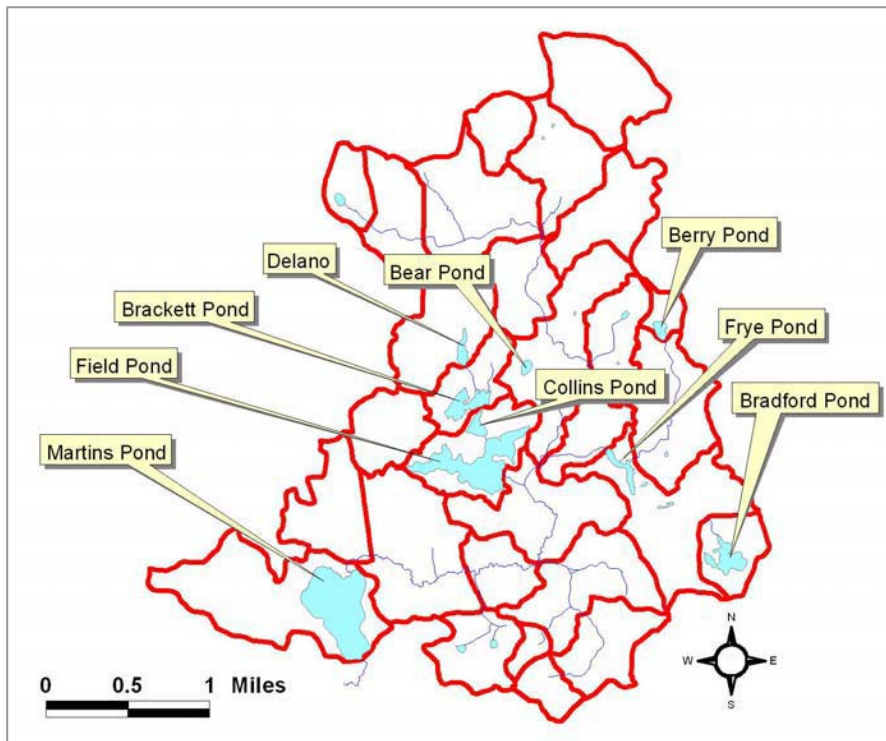 Berry Pond
Delano
Bear Pond
Brackett Pond
Frye Pond
Field Pond
Collins Pond
Bradford Pond
Martins Pond
N
W E
S
0 0.5 1 Miles